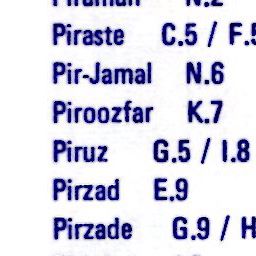 Piraste C.5 / F.5
Pir-Jamal N.6
Piroozfar K.7
Piruz G.5 / I.8
Pirzad E.9
Pirzade G.9 / H